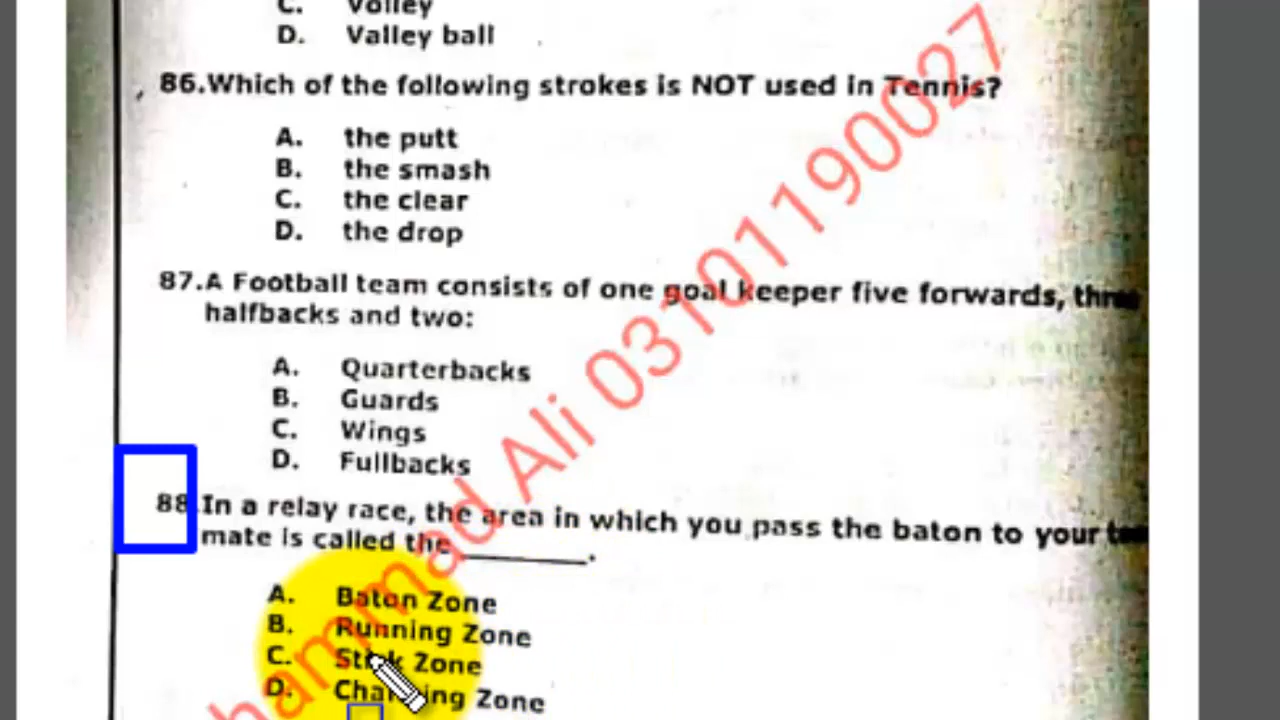 C. Volley
D. Valley ball
86.Which of the following strokes is NOT used in Tennis?
A. the putt
B. the smash
C. the clear
D. the drop
87.A Football team consists of one goal keeper five forwards,
halfbacks and two:
A. Quarterbacks
B. Guards
C. Wings
D. Fullbacks
88.In a relay race, the area in which you pass the baton to your
mate is called the ________.
A. Baton Zone
B. Running Zone
C. Zone
D. Zone
hammad Ali 03101190027